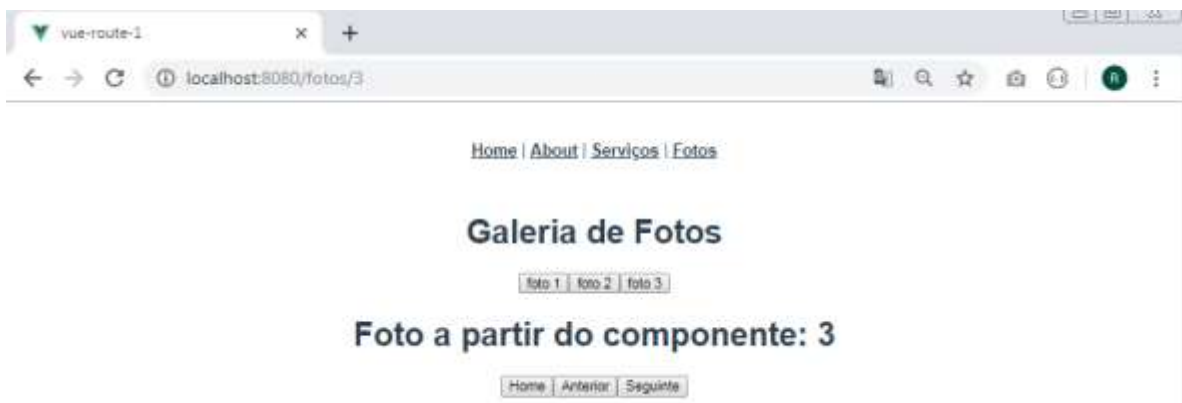 vue-route-1
localhost:8080/fotos/3
Home | About | Serviços | Fotos
Galeria de Fotos
foto 1 foto 2 foto 3
Foto a partir do componente: 3
Home Anterior Seguinte